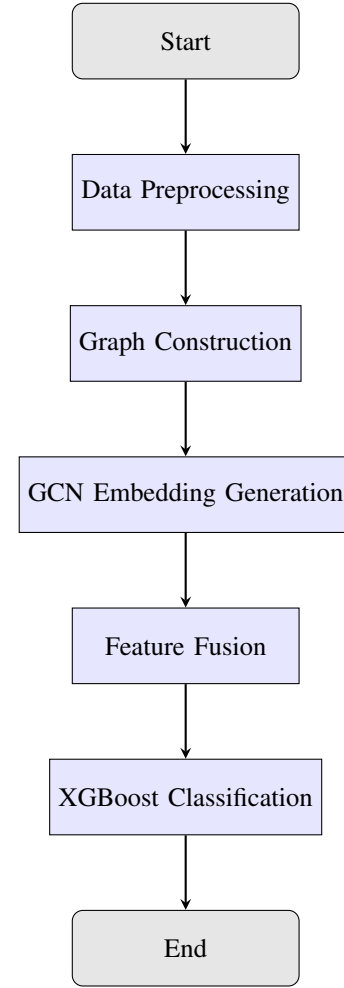 Start
Data Preprocessing
Graph Construction
GCN Embedding Generation
Feature Fusion
XGBoost Classification
End